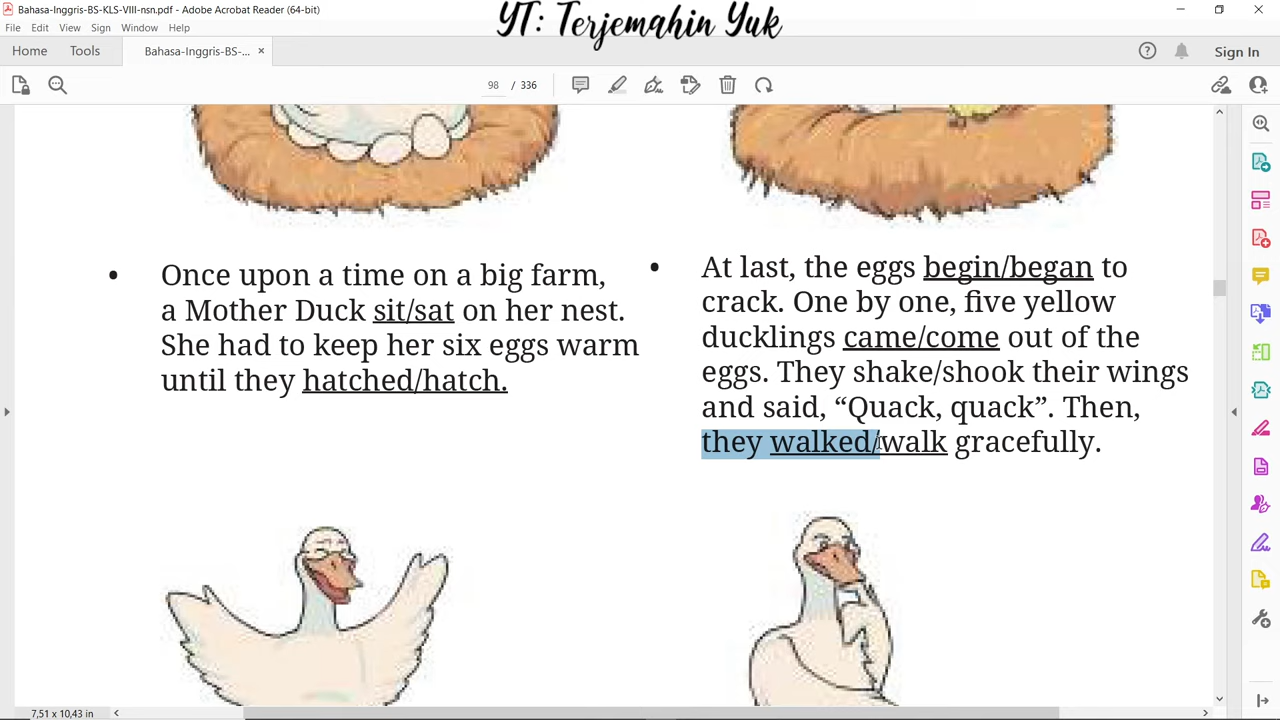 Bahasa-Inggris-BS-KLS-VIII-nsn.pdf - Adobe Acrobat Reader (64-bit)
YT: Terjemahin Yuk
File Edit View Sign Window Help
Home Tools Bahasa-Inggris-BS-... × Sign In
98 / 336
Once upon a time on a big farm,
a Mother Duck sit/sat on her nest.
She had to keep her six eggs warm
until they hatched/hatch.
At last, the eggs begin/began to
crack. One by one, five yellow
ducklings came/come out of the
eggs. They shake/shook their wings
and said, “Quack, quack”. Then,
they walked/walk gracefully.
7,51 x 10,43 in